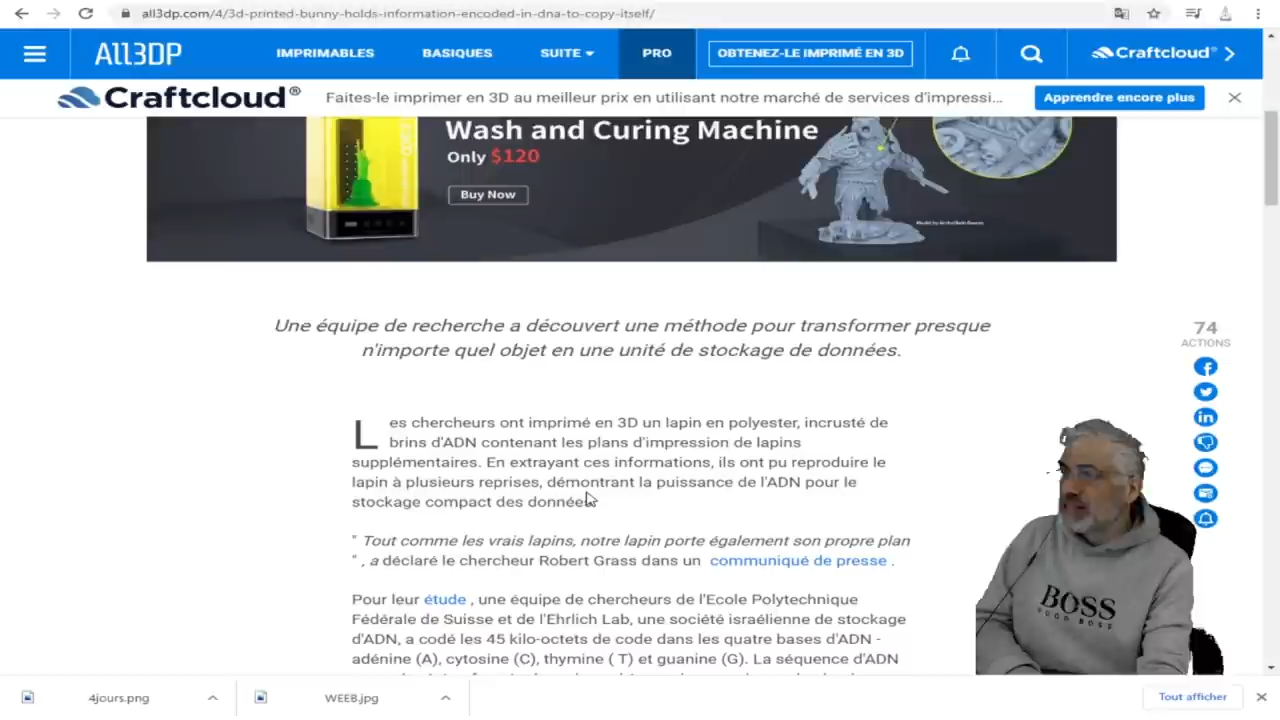 all3dp.com/4/3d-printed-bunny-holds-information-encoded-in-dna-to-copy-itself/
ALL3DP IMPRIMABLES BASIQUES SUITE PRO OBTENEZ-LE IMPRIMÉ EN 3D Craftcloud®
Craftcloud® Faites-le imprimer en 3D au meilleur prix en utilisant notre marché de services d'impressi... Apprendre encore plus
Wash and Curing Machine
Only $120
Buy Now
Une équipe de recherche a découvert une méthode pour transformer presque
n'importe quel objet en une unité de stockage de données.
74
ACTIONS
Les chercheurs ont imprimé en 3D un lapin en polyester, incrusté de
brins d'ADN contenant les plans d'impression de lapins
supplémentaires. En extrayant ces informations, ils ont pu reproduire le
lapin à plusieurs reprises, démontrant la puissance de l'ADN pour le
stockage compact des données.
" Tout comme les vrais lapins, notre lapin porte également son propre plan
" , a déclaré le chercheur Robert Grass dans un communiqué de presse .
Pour leur étude , une équipe de chercheurs de l'Ecole Polytechnique
Fédérale de Suisse et de l'Ehrlich Lab, une société israélienne de stockage
d'ADN, a codé les 45 kilo-octets de code dans les quatre bases d'ADN -
adénine (A), cytosine (C), thymine ( T) et guanine (G). La séquence d'ADN
BOSS
HUGO BOSS
4jours.png WEEB.jpg Tout afficher